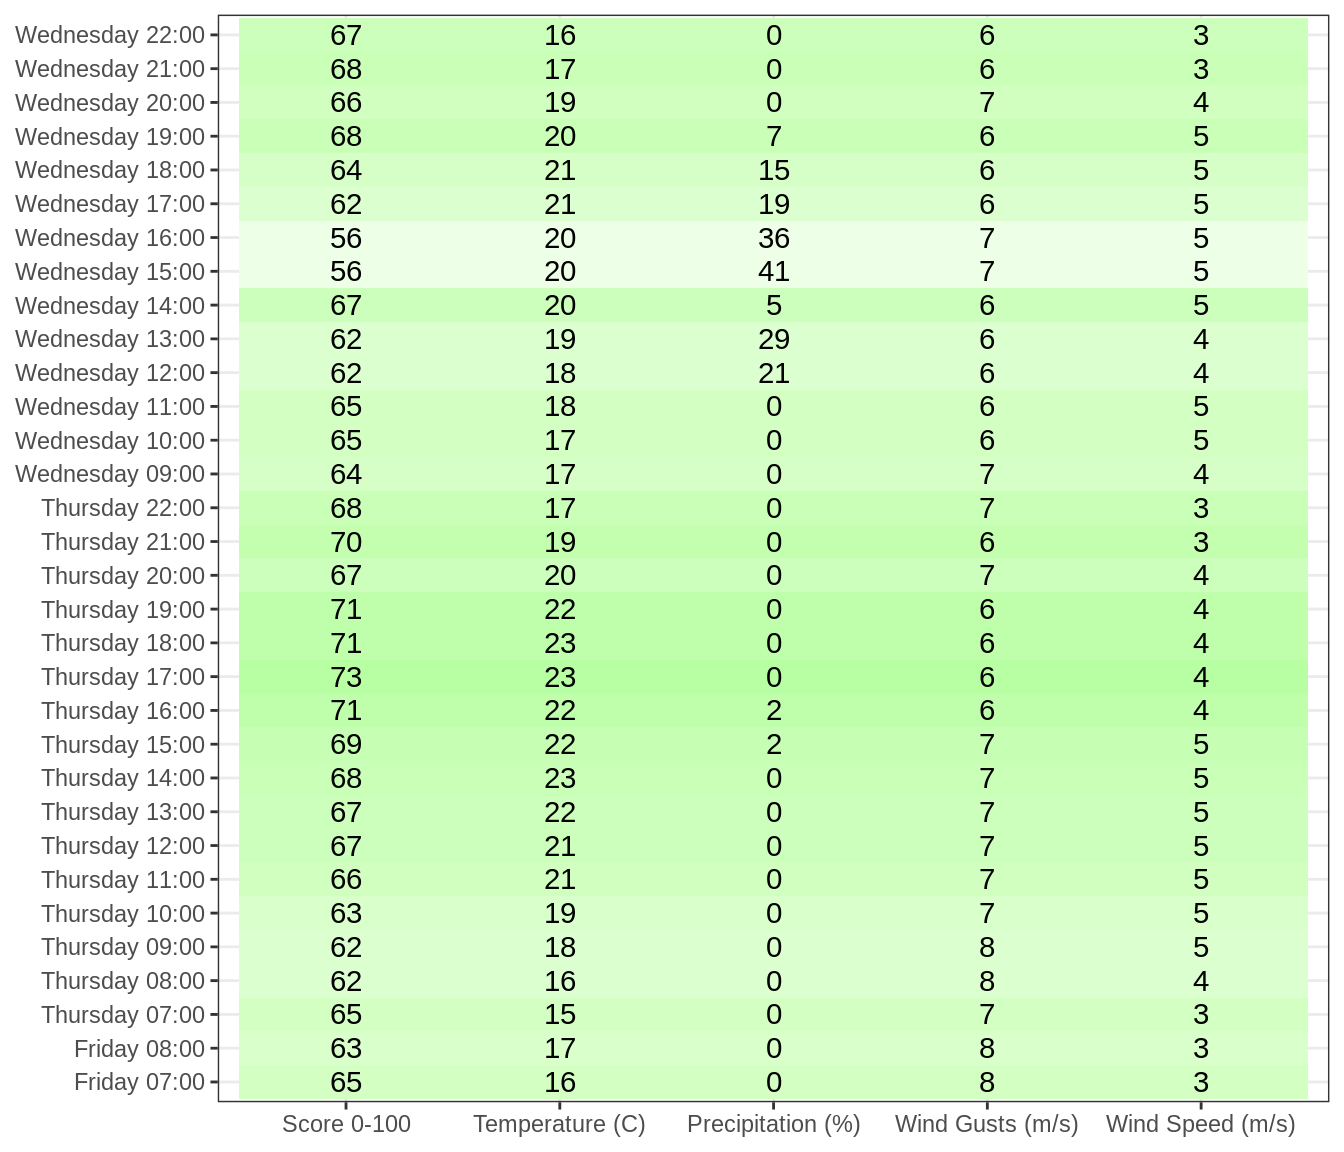 Wednesday 22:00 67 16 0 6 3
Wednesday 21:00 68 17 0 6 3
Wednesday 20:00 66 19 0 7 4
Wednesday 19:00 68 20 7 6 5
Wednesday 18:00 64 21 15 6 5
Wednesday 17:00 62 21 19 6 5
Wednesday 16:00 56 20 36 7 5
Wednesday 15:00 56 20 41 7 5
Wednesday 14:00 67 20 5 6 5
Wednesday 13:00 62 19 29 6 4
Wednesday 12:00 62 18 21 6 4
Wednesday 11:00 65 18 0 6 5
Wednesday 10:00 65 17 0 6 5
Wednesday 09:00 64 17 0 7 4
Thursday 22:00 68 17 0 7 3
Thursday 21:00 70 19 0 6 3
Thursday 20:00 67 20 0 7 4
Thursday 19:00 71 22 0 6 4
Thursday 18:00 71 23 0 6 4
Thursday 17:00 73 23 0 6 4
Thursday 16:00 71 22 2 6 4
Thursday 15:00 69 22 2 7 5
Thursday 14:00 68 23 0 7 5
Thursday 13:00 67 22 0 7 5
Thursday 12:00 67 21 0 7 5
Thursday 11:00 66 21 0 7 5
Thursday 10:00 63 19 0 7 5
Thursday 09:00 62 18 0 8 5
Thursday 08:00 62 16 0 8 4
Thursday 07:00 65 15 0 7 3
Friday 08:00 63 17 0 8 3
Friday 07:00 65 16 0 8 3
Score 0-100 Temperature (C) Precipitation (%) Wind Gusts (m/s) Wind Speed (m/s)